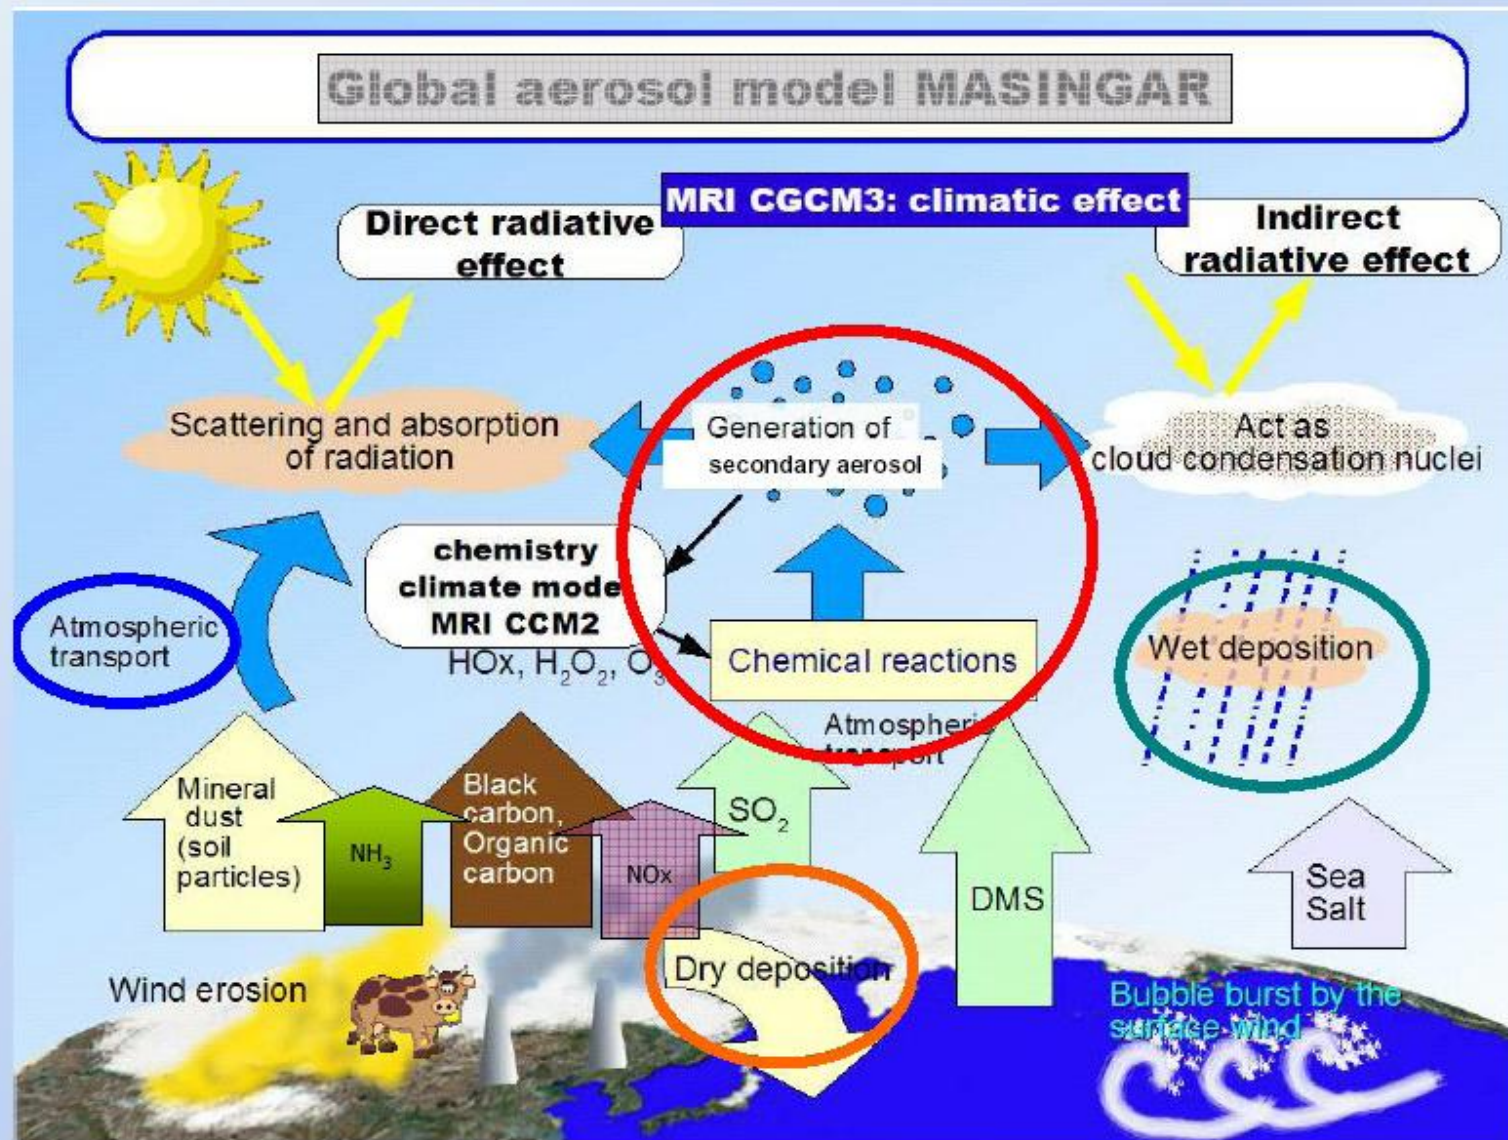 Global aerosol model MASINGAR
MRI CGCM3: climatic effect
Direct radiative
effect
Indirect
radiative effect
Scattering and absorption
of radiation
Generation of
secondary aerosol
Act as
cloud condensation nuclei
chemistry
climate mode
MRI CCM2
HOx, H₂O₂, O₃
Atmospheric
transport
Chemical reactions
Wet deposition
Atmospheric
transport
Mineral
dust
(soil
particles)
NH₃
Black
carbon,
Organic
carbon
NOx
SO₂
DMS
Sea
Salt
Wind erosion
Dry deposition
Bubble burst by the
surface wind